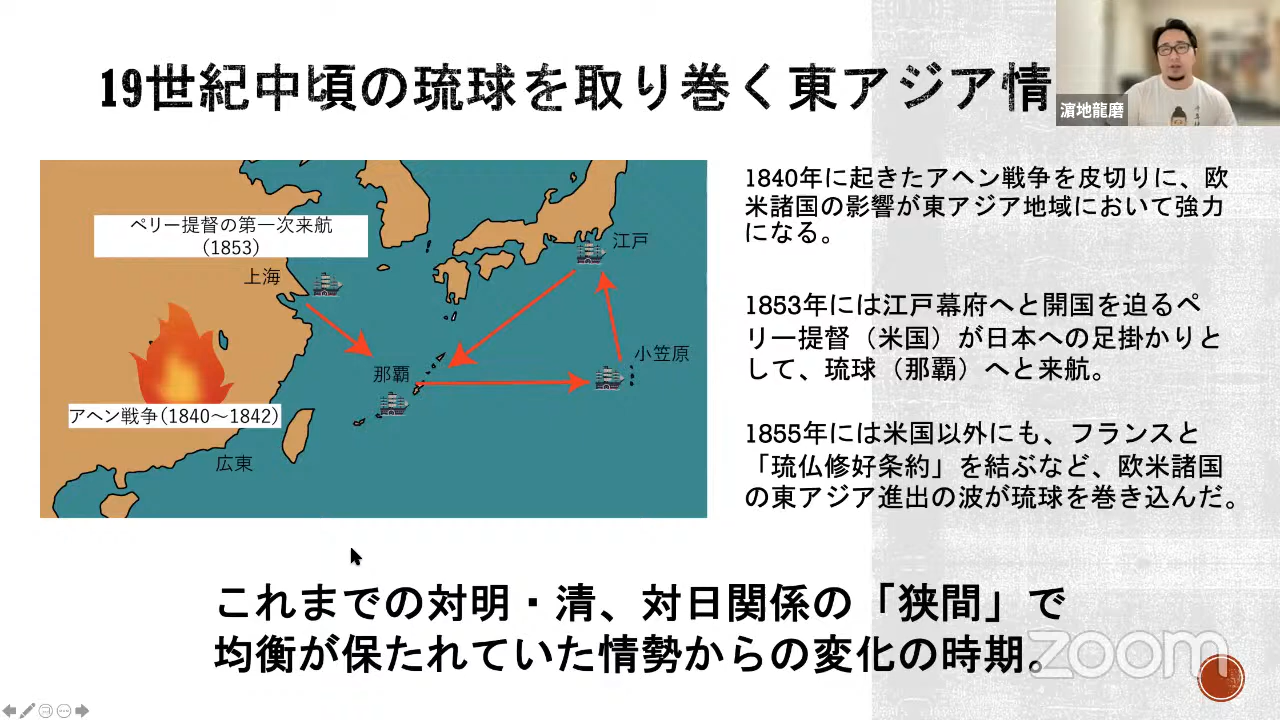 19世紀中頃の琉球を取り巻く東アジア情
濵地龍磨
ペリー提督の第一次来航
(1853)
上海
江戸
小笠原
那覇
アヘン戦争(1840〜1842)
広東
1840年に起きたアヘン戦争を皮切りに、欧
米諸国の影響が東アジア地域において強力
になる。
1853年には江戸幕府へと開国を迫るペ
リー提督（米国）が日本への足掛かりと
して、琉球（那覇）へと来航。
1855年には米国以外にも、フランスと
「琉仏修好条約」を結ぶなど、欧米諸国
の東アジア進出の波が琉球を巻き込んだ。
これまでの対明・清、対日関係の「狭間」で
均衡が保たれていた情勢からの変化の時期。
zoom